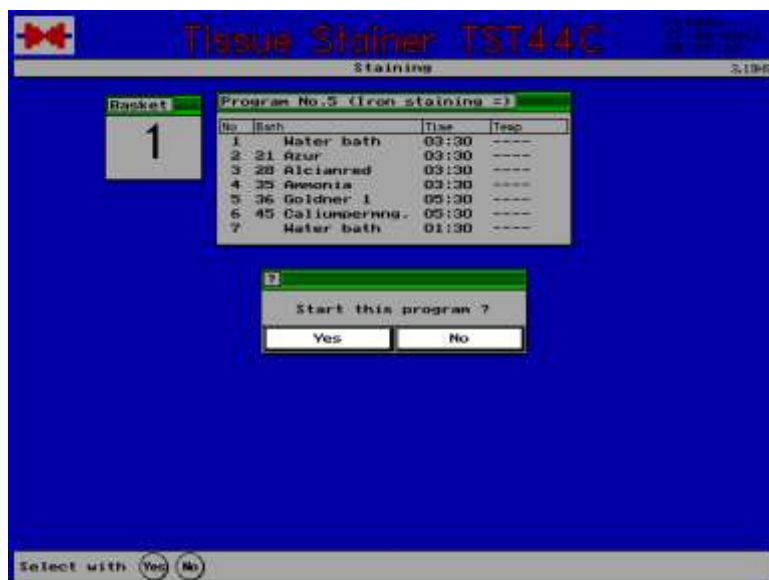 Tissue Stainer TST44C
Staining
Basket
1
Program No.5 (Iron staining =)
No Bath Time Temp
1 Water bath 03:30 ----
2 21 Azur 03:30 ----
3 28 Alcianred 03:30 ----
4 35 Ammonia 03:30 ----
5 36 Goldner 1 05:30 ----
6 45 Caliumpermng. 05:30 ----
7 Water bath 01:30 ----
?
Start this program ?
Yes No
Select with Yes No